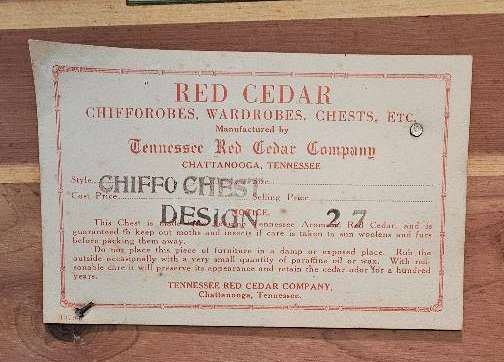 RED CEDAR
CHIFFOROBES, WARDROBES, CHESTS, ETC.
Manufactured by
Tennessee Red Cedar Company
CHATTANOOGA, TENNESSEE
Style CHIFFO CHEST
Cost Price Selling Price
DESIGN 27
NOTICE
This Chest is Tennessee Aromatic Red Cedar, and is
guaranteed to keep out moths and insects if care is taken to sun woolens and furs
before packing them away.
Do not place this piece of furniture in a damp or exposed place. Rub the
outside occasionally with a very small quantity of paraffine oil or wax. With rea-
sonable care it will preserve its appearance and retain the cedar odor for a hundred
years.
TENNESSEE RED CEDAR COMPANY,
Chattanooga, Tennessee.